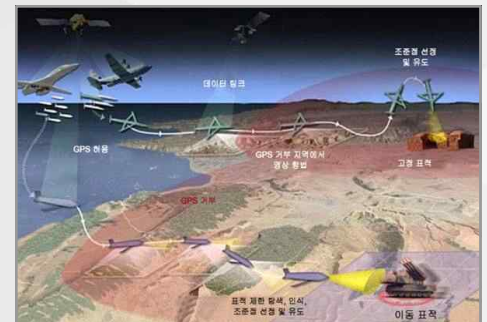 조준점 선정
및 유도
데이터 링크
GPS 허용
GPS 거부 지역에서
영상 항법
고정 표적
GPS 거부
표적 제한 탐색, 인식,
조준점 선정 및 유도
이동 표적